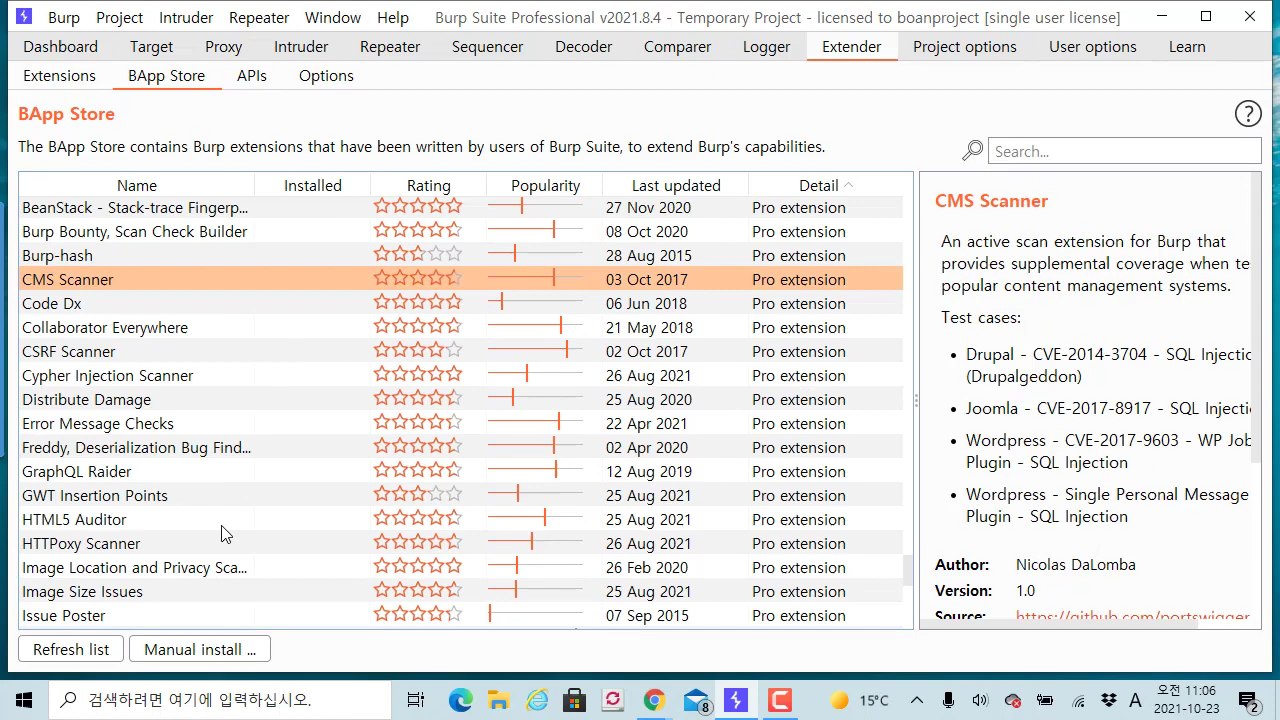 Burp Project Intruder Repeater Window Help Burp Suite Professional v2021.8.4 - Temporary Project - licensed to boanproject [single user license]
Dashboard Target Proxy Intruder Repeater Sequencer Decoder Comparer Logger Extender Project options User options Learn
Extensions BApp Store APIs Options
BApp Store
?
The BApp Store contains Burp extensions that have been written by users of Burp Suite, to extend Burp's capabilities.
Search...
Name Installed Rating Popularity Last updated Detail
BeanStack - Stack-trace Fingerp... 27 Nov 2020 Pro extension
Burp Bounty, Scan Check Builder 08 Oct 2020 Pro extension
Burp-hash 28 Aug 2015 Pro extension
CMS Scanner 03 Oct 2017 Pro extension
Code Dx 06 Jun 2018 Pro extension
Collaborator Everywhere 21 May 2018 Pro extension
CSRF Scanner 02 Oct 2017 Pro extension
Cypher Injection Scanner 26 Aug 2021 Pro extension
Distribute Damage 25 Aug 2020 Pro extension
Error Message Checks 22 Apr 2021 Pro extension
Freddy, Deserialization Bug Find... 02 Apr 2020 Pro extension
GraphQL Raider 12 Aug 2019 Pro extension
GWT Insertion Points 25 Aug 2021 Pro extension
HTML5 Auditor 25 Aug 2021 Pro extension
HTTPoxy Scanner 26 Aug 2021 Pro extension
Image Location and Privacy Sca... 26 Feb 2020 Pro extension
Image Size Issues 25 Aug 2021 Pro extension
Issue Poster 07 Sep 2015 Pro extension
CMS Scanner
An active scan extension for Burp that
provides supplemental coverage when te
popular content management systems.
Test cases:
• Drupal - CVE-2014-3704 - SQL Injectic
(Drupalgeddon)
• Joomla - CVE-2017-8917 - SQL Injecti
• Wordpress - CVE-2017-9603 - WP Job
Plugin - SQL Injection
• Wordpress - Single Personal Message
Plugin - SQL Injection
Author: Nicolas DaLomba
Version: 1.0
Source: https://github.com/portswigger
Refresh list Manual install ...
검색하려면 여기에 입력하십시오.
8
15°C
A
오전 11:06
2021-10-23
2